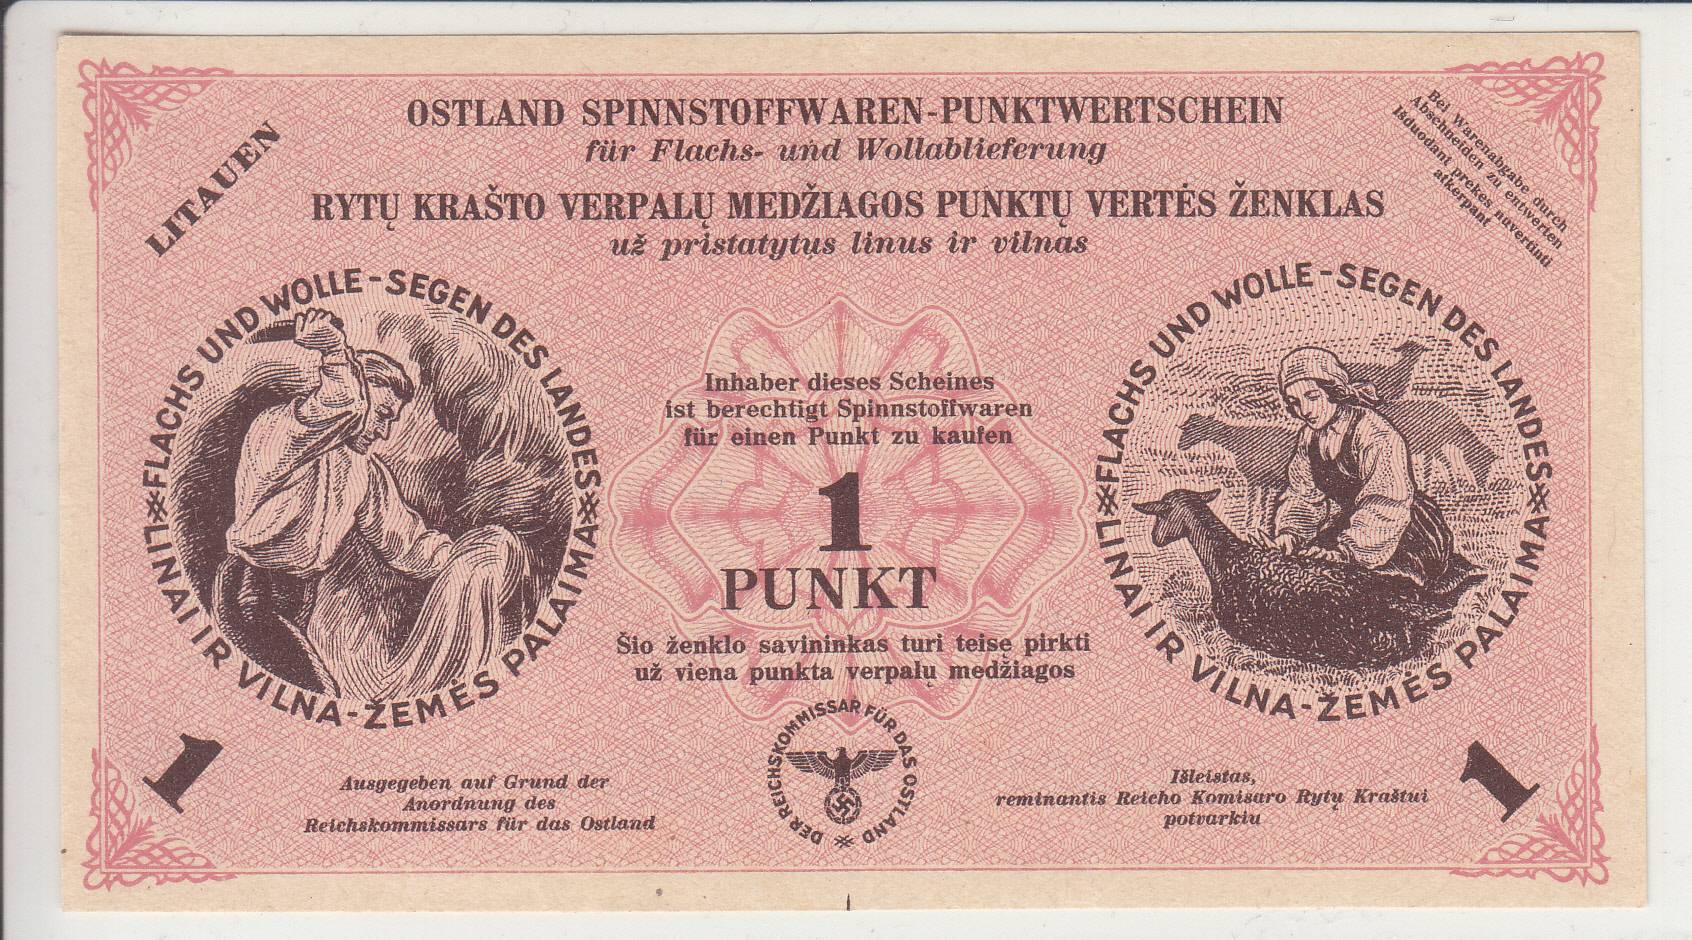 LITAUEN
OSTLAND SPINNSTOFFWAREN-PUNKTWERTSCHEIN
für Flachs- und Wollablieferung
RYTŲ KRAŠTO VERPALŲ MEDŽIAGOS PUNKTŲ VERTĖS ŽENKLAS
už pristatytųs linus ir vilnas
Bei Warenabgabe durch
Abschneiden zu entwerten
Išduodant prekes nuvertinti
atkerpant
FLACHS UND WOLLE-SEGEN DES LANDES
LINAI IR VILNA-ŽEMĖS PALAIMA
Inhaber dieses Scheines
ist berechtigt Spinnstoffwaren
für einen Punkt zu kaufen
1
PUNKT
Šio ženklo savininkas turi teisę pirkti
už viena punkta verpalų medžiagos
FLACHS UND WOLLE-SEGEN DES LANDES
LINAI IR VILNA-ŽEMĖS PALAIMA
1
Ausgegeben auf Grund der
Anordnung des
Reichskommissars für das Ostland
DER REICHSKOMMISSAR FÜR DAS OSTLAND
Išleistas,
reminantis Reicho Komisaro Rytų Kraštui
potvarkiu
1